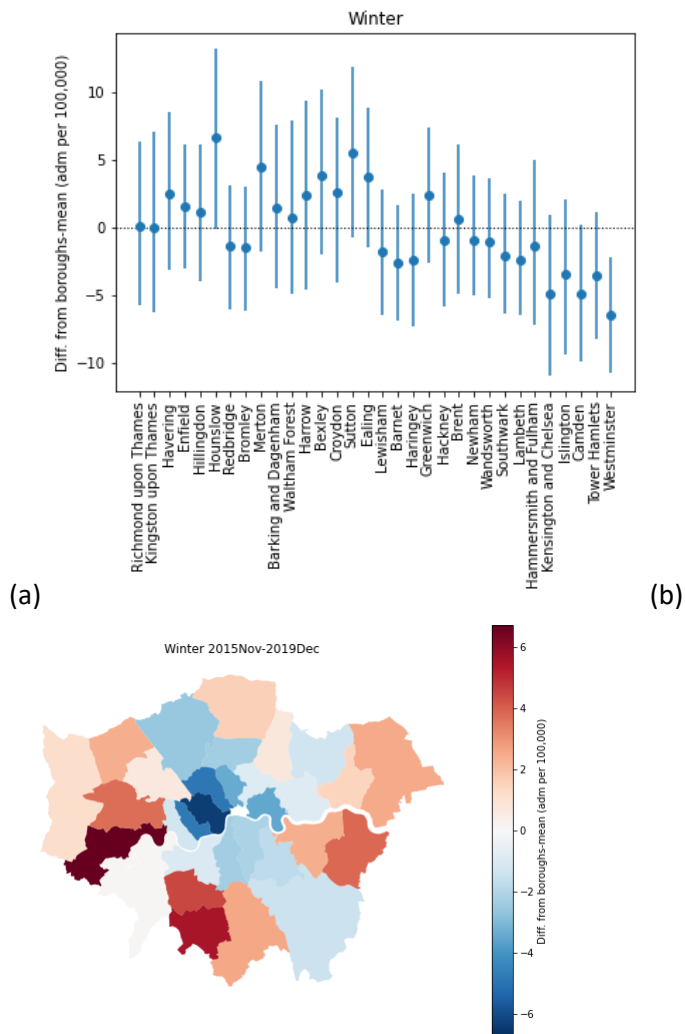 Winter
Diff. from boroughs-mean (adm per 100,000)
10
5
0
−5
−10
Richmond upon Thames
Kingston upon Thames
Havering
Enfield
Hillingdon
Hounslow
Redbridge
Bromley
Merton
Barking and Dagenham
Waltham Forest
Harrow
Bexley
Croydon
Sutton
Ealing
Lewisham
Barnet
Haringey
Greenwich
Hackney
Brent
Newham
Wandsworth
Southwark
Lambeth
Hammersmith and Fulham
Kensington and Chelsea
Islington
Camden
Tower Hamlets
Westminster
(a)
(b)
Winter 2015Nov-2019Dec
6
4
2
0
−2
−4
−6
Diff. from boroughs-mean (adm per 100,000)